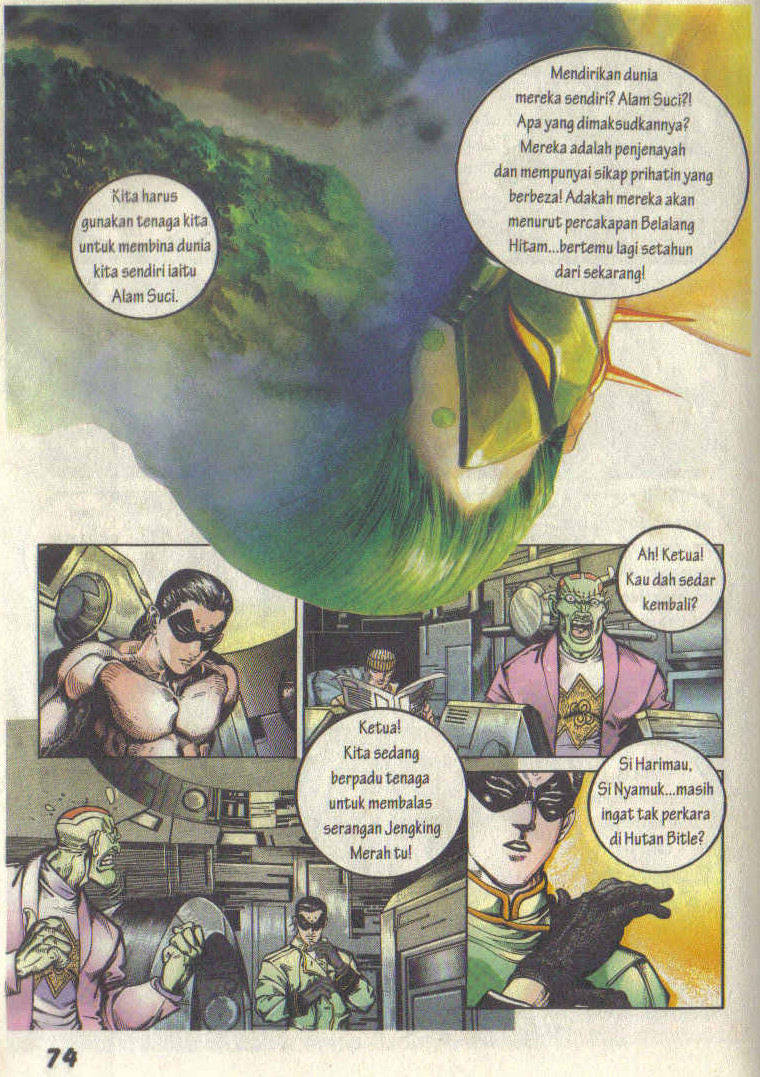 Mendirikan dunia
mereka sendiri? Alam Suci?!
Apa yang dimaksudkannya?
Mereka adalah penjenayah
dan mempunyai sikap prihatin yang
berbeza! Adakah mereka akan
menurut percakapan Belalang
Hitam...bertemu lagi setahun
dari sekarang!
Kita harus
gunakan tenaga kita
untuk membina dunia
kita sendiri iaitu
Alam Suci.
Ah! Ketua!
Kau dah sedar
kembali?
Ketua!
Kita sedang
berpadu tenaga
untuk membalas
serangan Jengking
Merah tu!
Si Harimau,
Si Nyamuk...masih
ingat tak perkara
di Hutan Bitle?
74